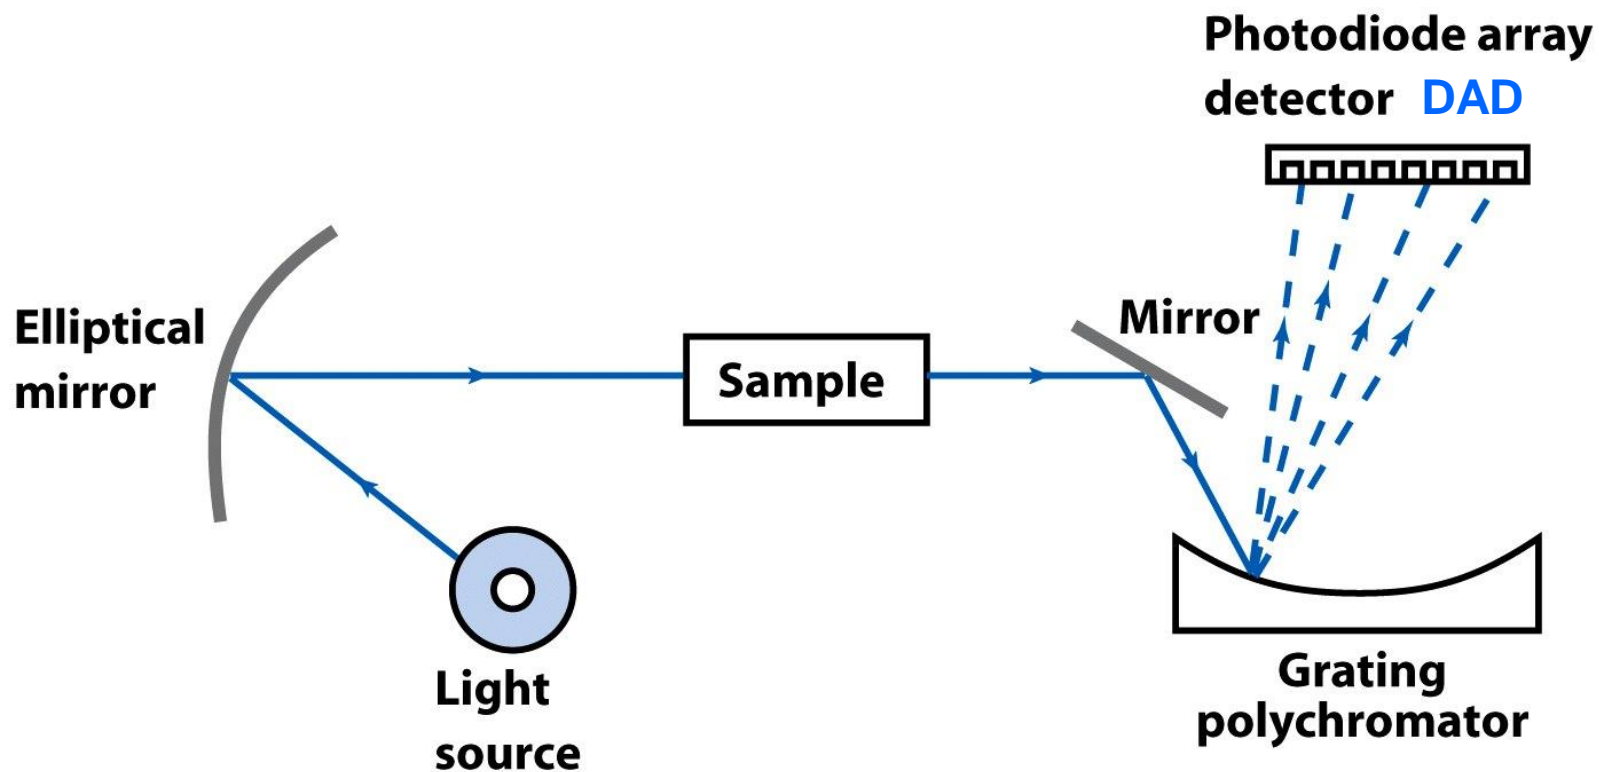 Photodiode array
detector DAD
Elliptical
mirror
Sample
Mirror
Light
source
Grating
polychromator